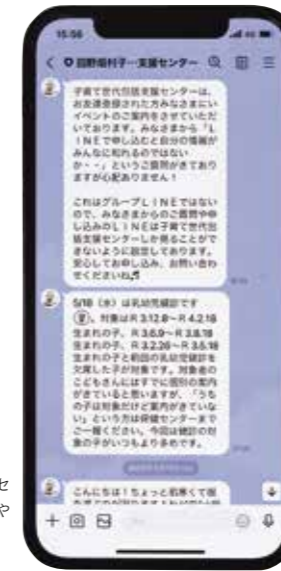 15:56
野畑村子…支援センター
子育て世代包括支援センターは、
お友達登録された方みなさまにい
イベントのご案内をさせていただ
いております。みなさまから「L
INEで申し込むと自分の情報が
みんなに知れるのではない
か・・」というご質問がきており
ますが心配ありません!
これはグループLINEではない
ので、みなさまからのご質問や申
し込みのLINEは子育て世代包
括支援センターしか見ることがで
きないように設定しております。
安心してお申し込み、お問い合わ
せくださいね
5/18(水)は乳幼児健診です
。対象はR3.12.8~R4.2.18
生まれの子、R3.6.9~R3.8.18
生まれの子、R3.2.26~R3.5.18
生まれの子と前回の乳幼児健診を
欠席した子が対象です。対象者の
こどもさんにはすでに個別の案内
がきていると思いますが、「うち
の子は対象だけど案内がきていな
い」という方は保健センターまで
ご一報ください。今回は健診の対
象の子がいつもより多めです。
こんにちは!ちょっと肌寒くて雨
セ
や